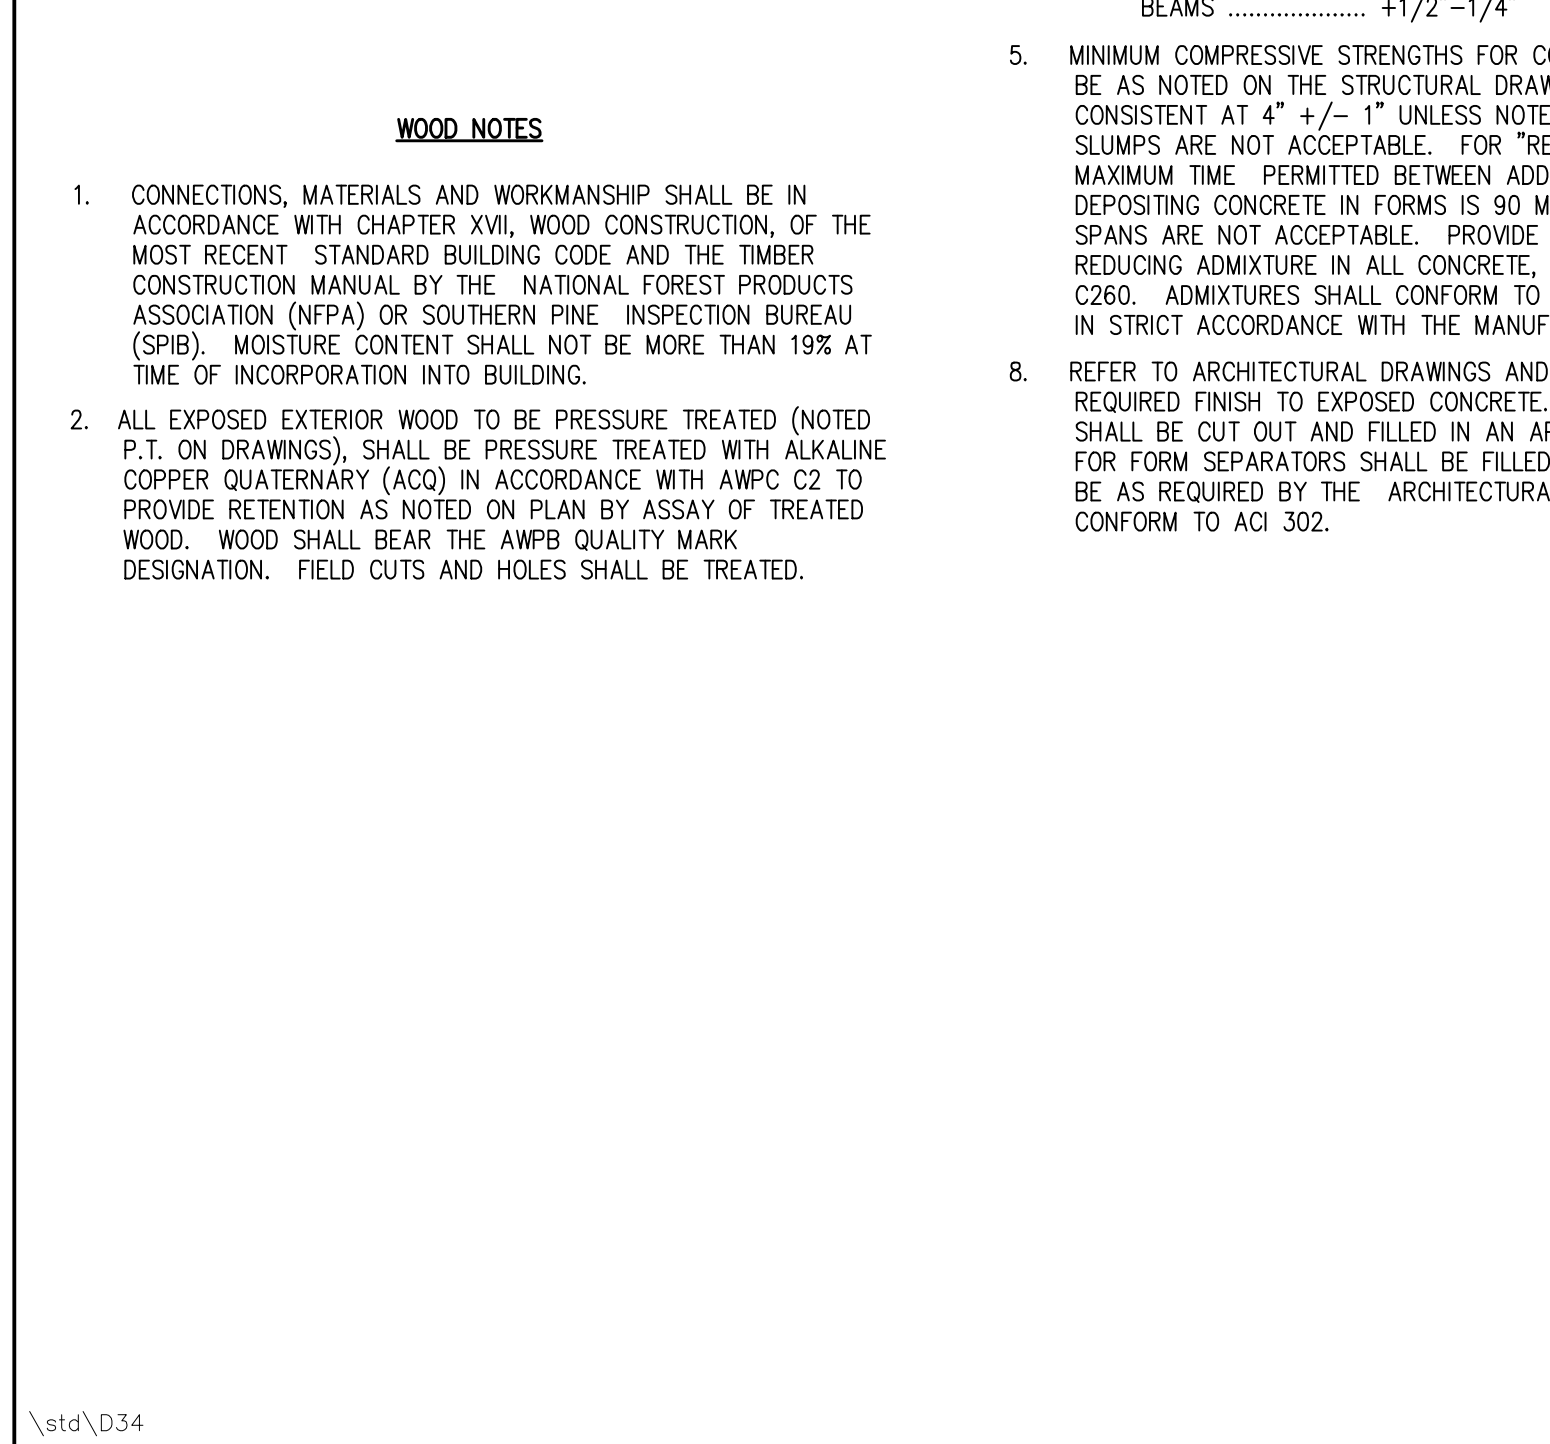 WOOD NOTES
1. CONNECTIONS, MATERIALS AND WORKMANSHIP SHALL BE IN
ACCORDANCE WITH CHAPTER XVII, WOOD CONSTRUCTION, OF THE
MOST RECENT STANDARD BUILDING CODE AND THE TIMBER
CONSTRUCTION MANUAL BY THE NATIONAL FOREST PRODUCTS
ASSOCIATION (NFPA) OR SOUTHERN PINE INSPECTION BUREAU
(SPIB). MOISTURE CONTENT SHALL NOT BE MORE THAN 19% AT
TIME OF INCORPORATION INTO BUILDING.
2. ALL EXPOSED EXTERIOR WOOD TO BE PRESSURE TREATED (NOTED
P.T. ON DRAWINGS), SHALL BE PRESSURE TREATED WITH ALKALINE
COPPER QUATERNARY (ACQ) IN ACCORDANCE WITH AWPC C2 TO
PROVIDE RETENTION AS NOTED ON PLAN BY ASSAY OF TREATED
WOOD. WOOD SHALL BEAR THE AWPB QUALITY MARK
DESIGNATION. FIELD CUTS AND HOLES SHALL BE TREATED.
BEAMS .................... +1/2"-1/4"
5. MINIMUM COMPRESSIVE STRENGTHS FOR
BE AS NOTED ON THE STRUCTURAL
CONSISTENT AT 4" +/- 1" UNLESS
SLUMPS ARE NOT ACCEPTABLE. FOR
MAXIMUM TIME PERMITTED BETWEEN
DEPOSITING CONCRETE IN FORMS IS 90
SPANS ARE NOT ACCEPTABLE. PROVIDE
REDUCING ADMIXTURE IN ALL CONCRETE,
C260. ADMIXTURES SHALL CONFORM TO
IN STRICT ACCORDANCE WITH THE
8. REFER TO ARCHITECTURAL DRAWINGS AND
REQUIRED FINISH TO EXPOSED CONCRETE.
SHALL BE CUT OUT AND FILLED IN AN
FOR FORM SEPARATORS SHALL BE FILLED
BE AS REQUIRED BY THE
CONFORM TO ACI 302.
\std\D34